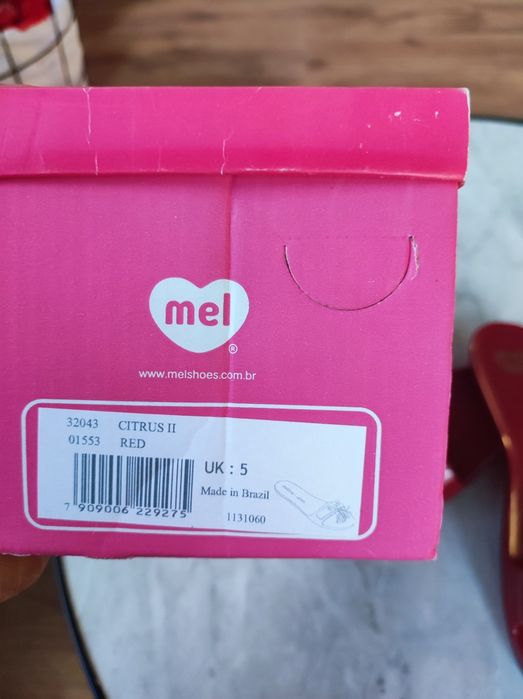 mel
®
www.melshoes.com.br
32043 CITRUS II
01553 RED
UK : 5
Made in Brazil
7 909006 229275
1131060